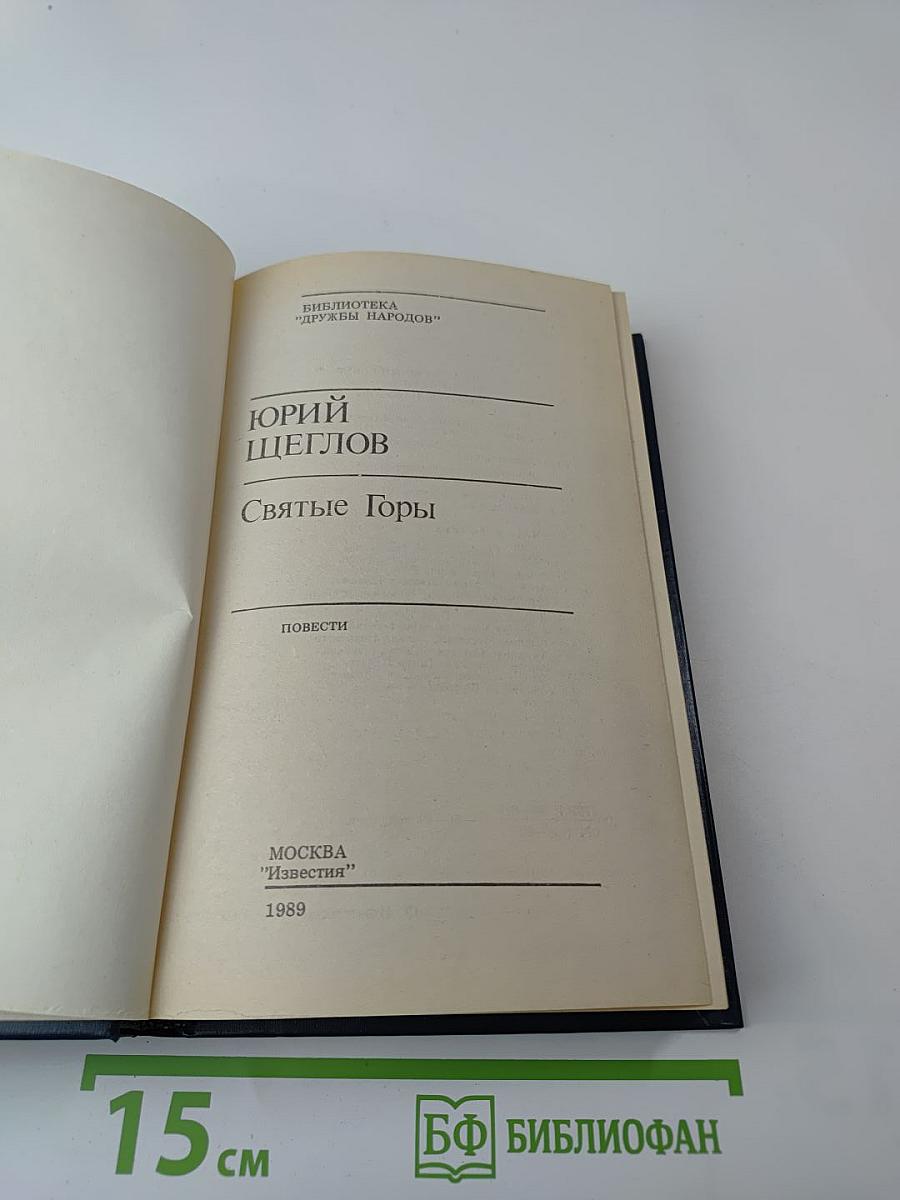 БИБЛИОТЕКА
"ДРУЖБЫ НАРОДОВ"
ЮРИЙ
ЩЕГЛОВ
Святые Горы
ПОВЕСТИ
МОСКВА
"Известия"
1989
15 см
БФ БИБЛИОФАН